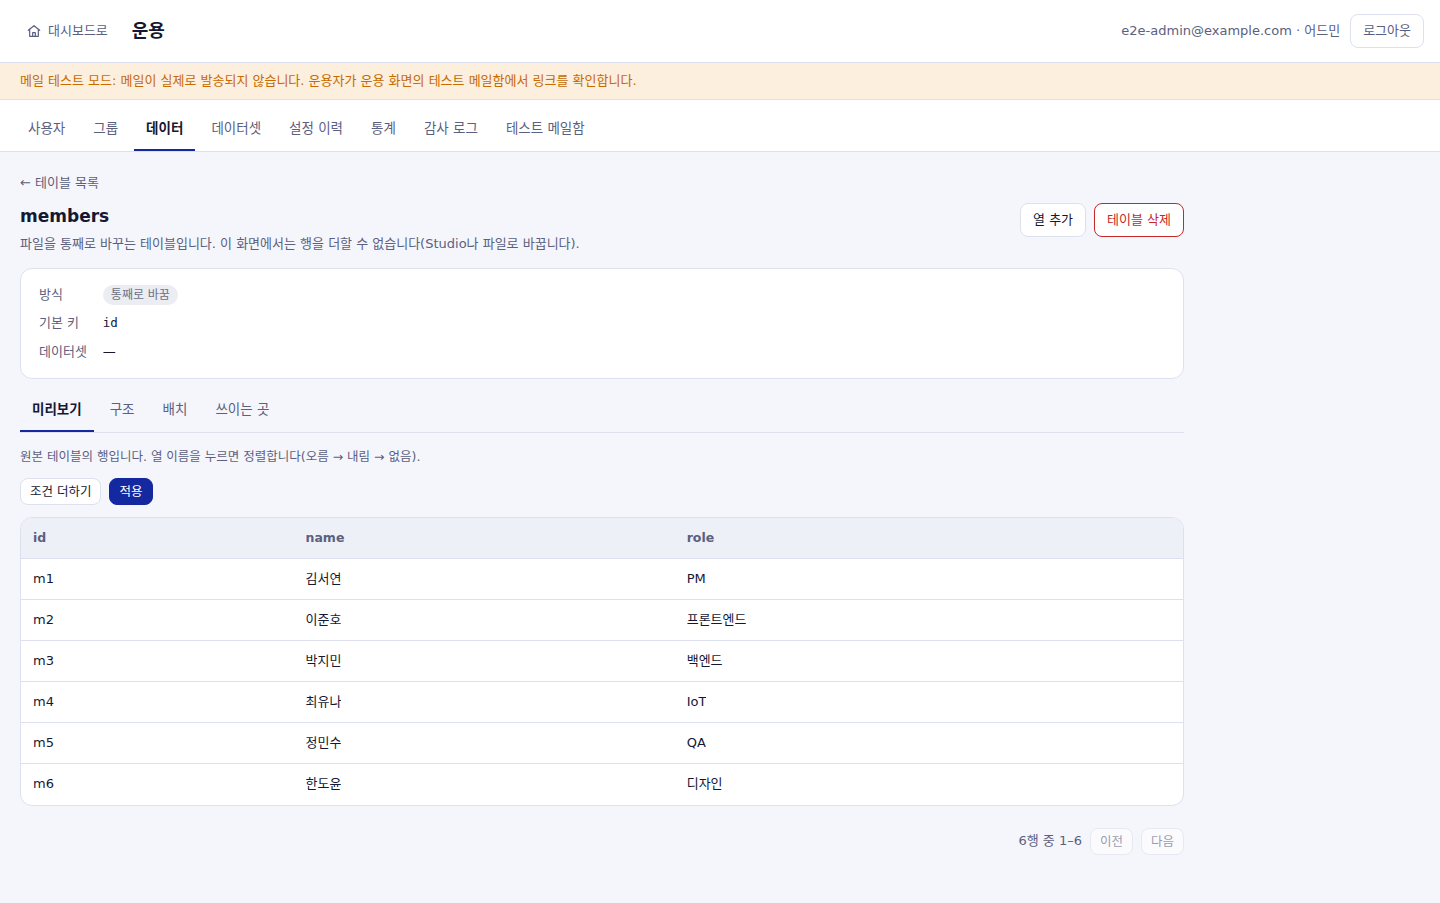 대시보드로 운용 e2e-admin@example.com · 어드민 로그아웃
메일 테스트 모드: 메일이 실제로 발송되지 않습니다. 운용자가 운용 화면의 테스트 메일함에서 링크를 확인합니다.
사용자 그룹 데이터 데이터셋 설정 이력 통계 감사 로그 테스트 메일함
← 테이블 목록
members 열 추가 테이블 삭제
파일을 통째로 바꾸는 테이블입니다. 이 화면에서는 행을 더할 수 없습니다(Studio나 파일로 바꿉니다).
방식 통째로 바꿈
기본 키 id
데이터셋 —
미리보기 구조 배치 쓰이는 곳
원본 테이블의 행입니다. 열 이름을 누르면 정렬합니다(오름 → 내림 → 없음).
조건 더하기 적용
id name role
m1 김서연 PM
m2 이준호 프론트엔드
m3 박지민 백엔드
m4 최유나 IoT
m5 정민수 QA
m6 한도윤 디자인
6행 중 1–6 이전 다음